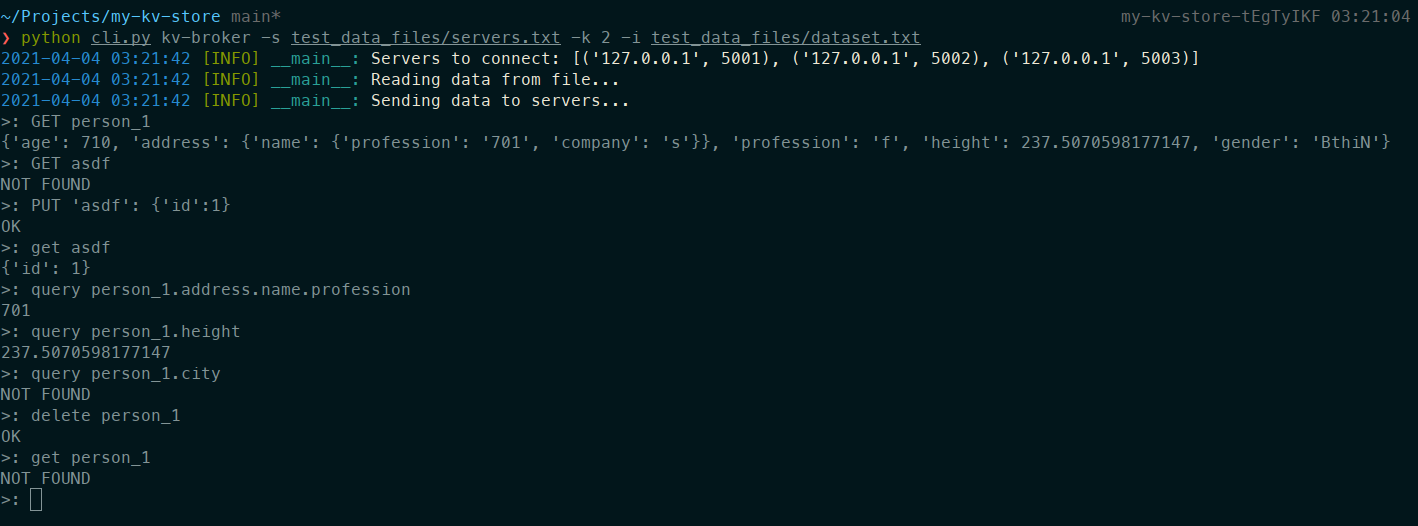 ~/Projects/my-kv-store main* my-kv-store-tEgTyIKF 03:21:04
❯ python cli.py kv-broker -s test_data_files/servers.txt -k 2 -i test_data_files/dataset.txt
2021-04-04 03:21:42 [INFO] __main__: Servers to connect: [('127.0.0.1', 5001), ('127.0.0.1', 5002), ('127.0.0.1', 5003)]
2021-04-04 03:21:42 [INFO] __main__: Reading data from file...
2021-04-04 03:21:42 [INFO] __main__: Sending data to servers...
>: GET person_1
{'age': 710, 'address': {'name': {'profession': '701', 'company': 's'}}, 'profession': 'f', 'height': 237.5070598177147, 'gender': 'BthiN'}
>: GET asdf
NOT FOUND
>: PUT 'asdf': {'id':1}
OK
>: get asdf
{'id': 1}
>: query person_1.address.name.profession
701
>: query person_1.height
237.5070598177147
>: query person_1.city
NOT FOUND
>: delete person_1
OK
>: get person_1
NOT FOUND
>: